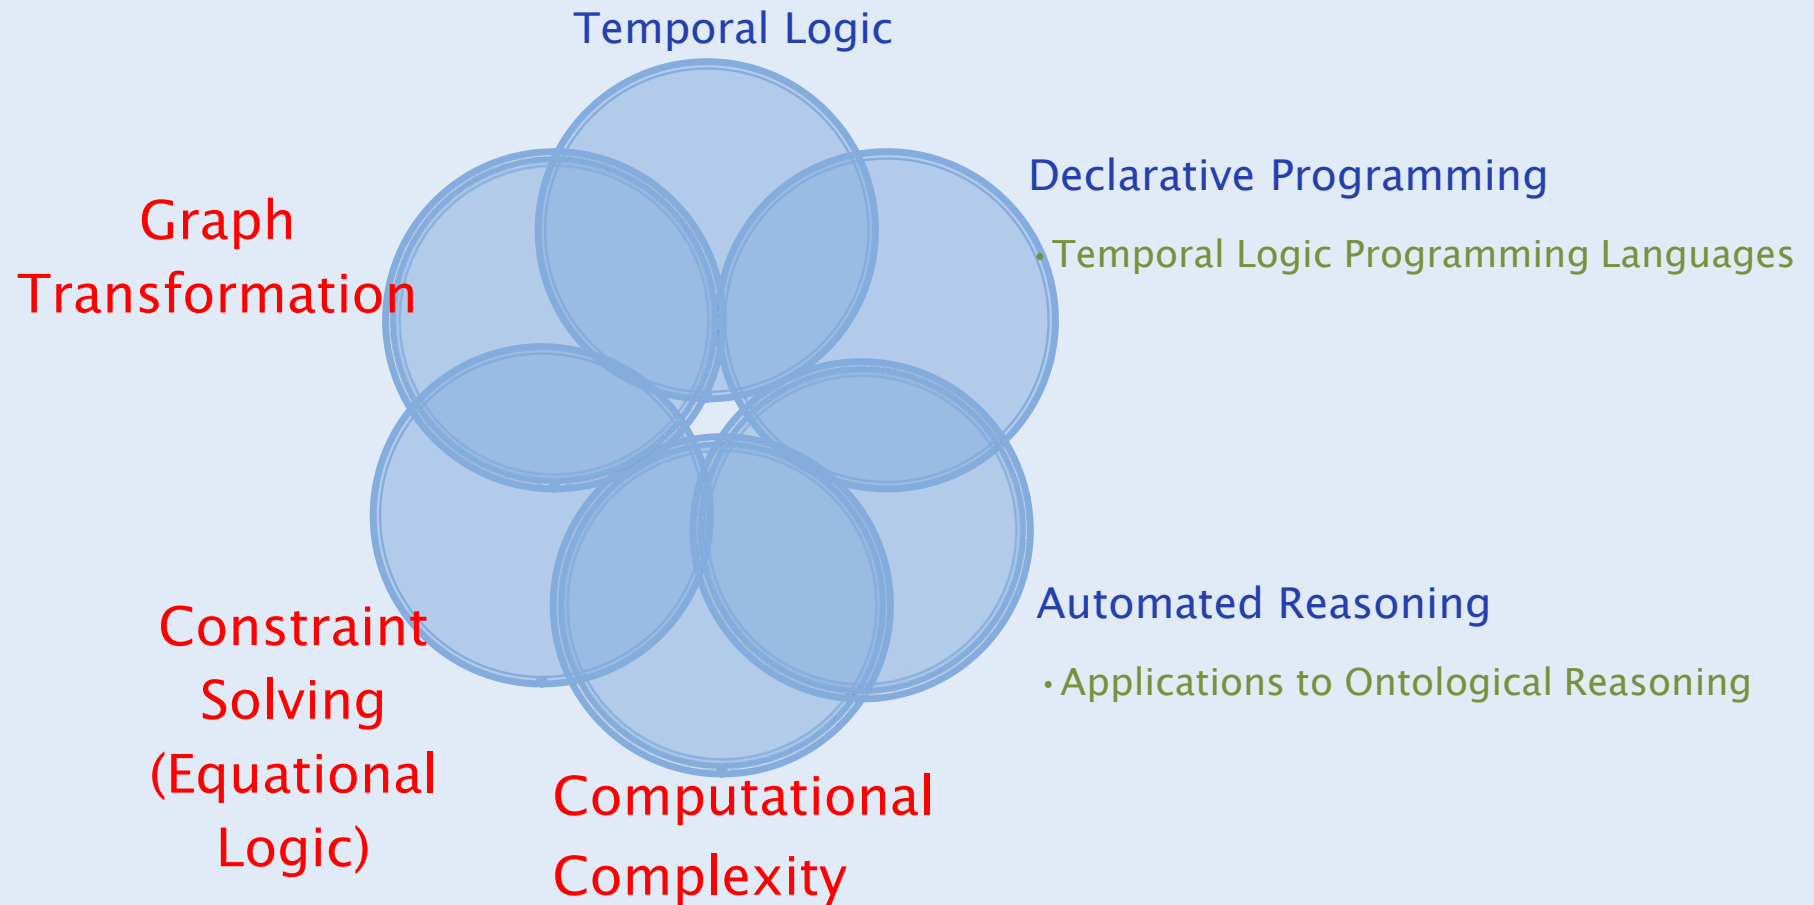 Temporal Logic
Declarative Programming
• Temporal Logic Programming Languages
Graph
Transformation
Automated Reasoning
• Applications to Ontological Reasoning
Constraint
Solving
(Equational
Logic)
Computational
Complexity